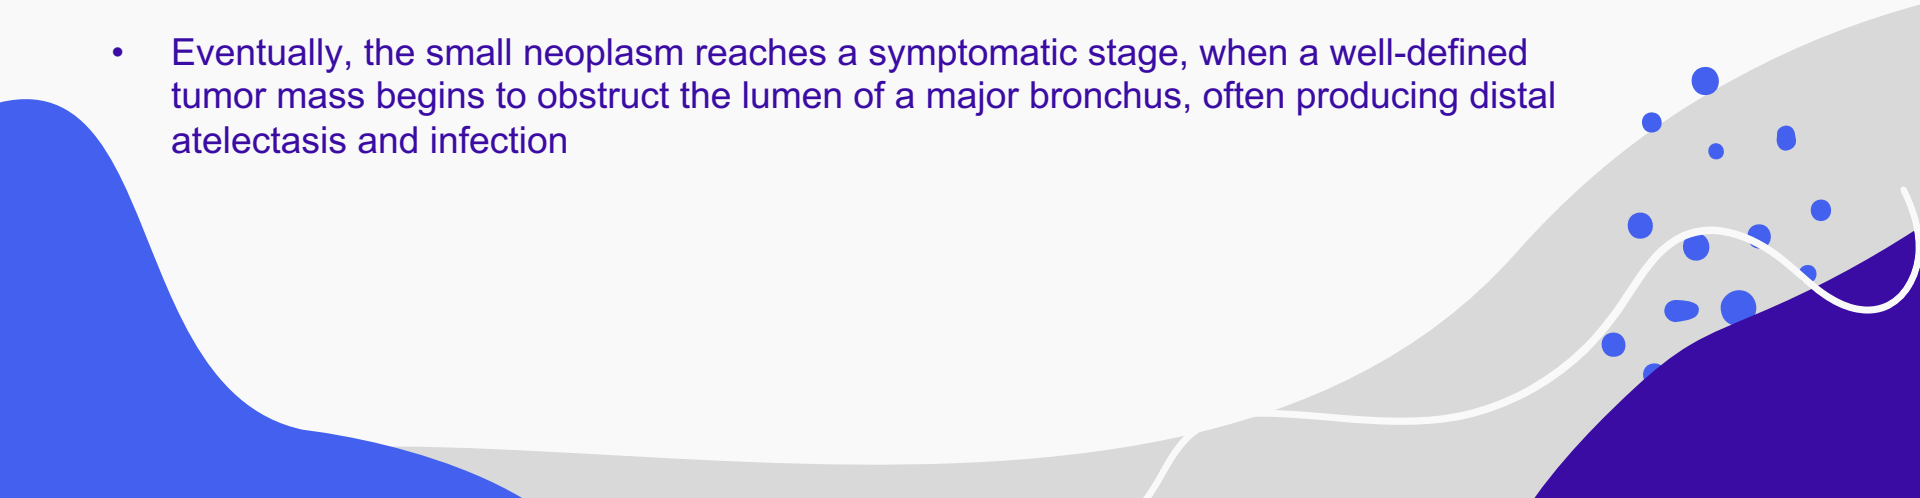 • Eventually, the small neoplasm reaches a symptomatic stage, when a well-defined
tumor mass begins to obstruct the lumen of a major bronchus, often producing distal
atelectasis and infection